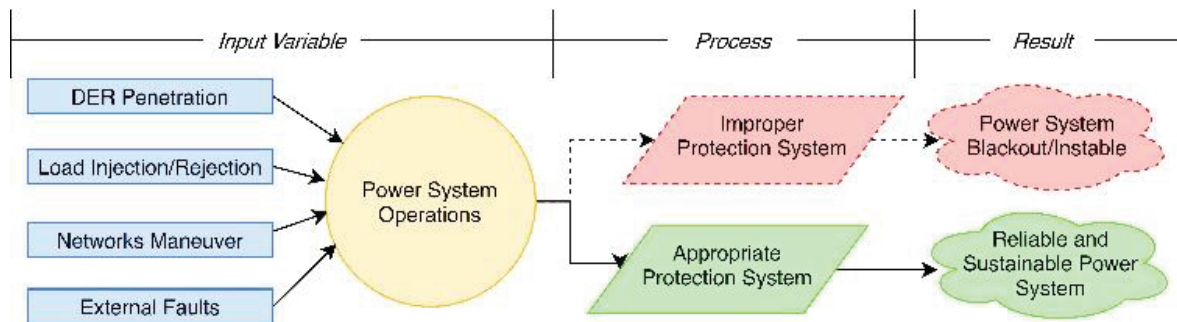 Input Variable
Process
Result
DER Penetration
Load Injection/Rejection
Networks Maneuver
External Faults
Power System
Operations
Improper
Protection System
Appropriate
Protection System
Power System
Blackout/Instable
Reliable and
Sustainable Power
System